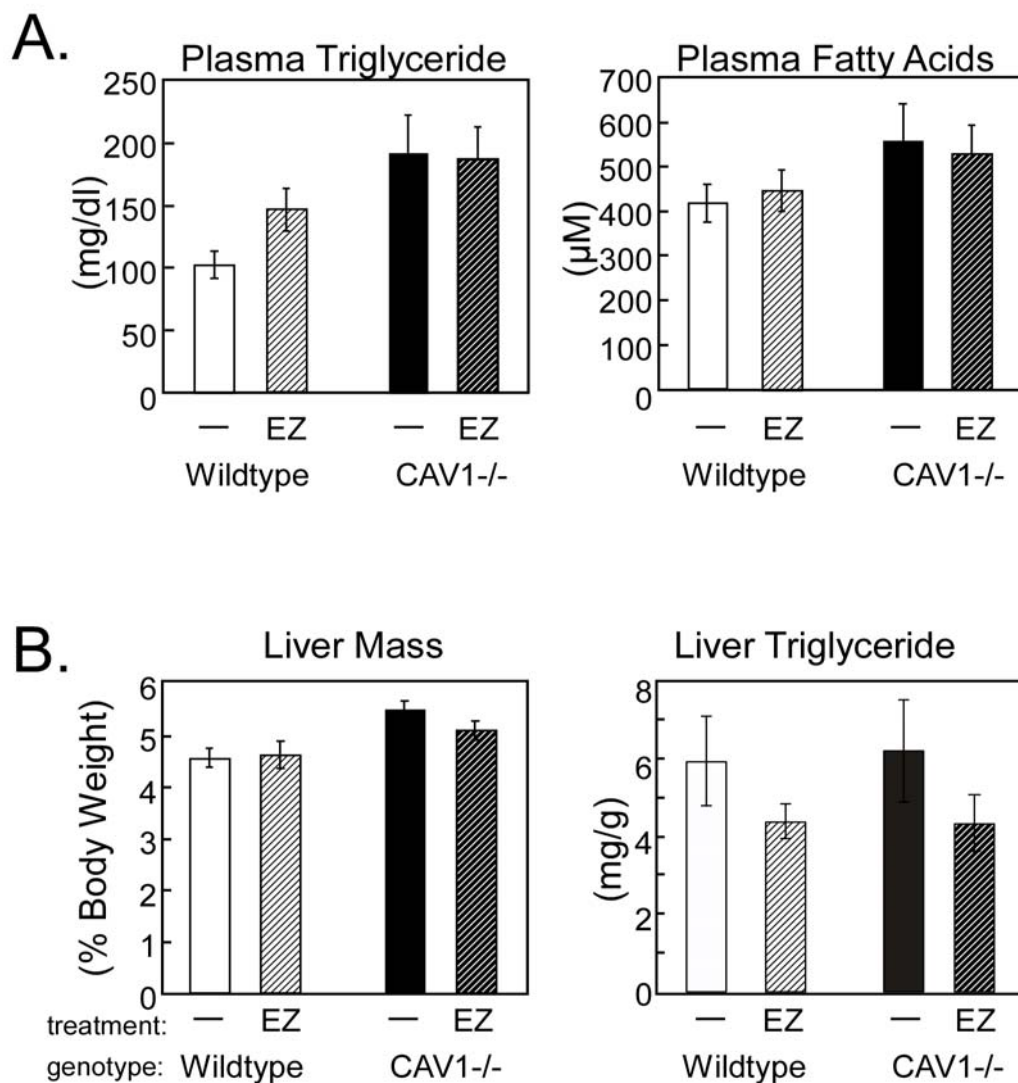 A.
Plasma Triglyceride
250
200
150
100
50
0
(mg/dl)
— EZ — EZ
Wildtype CAV1-/-
Plasma Fatty Acids
700
600
500
400
300
200
100
0
(µM)
— EZ — EZ
Wildtype CAV1-/-
B.
Liver Mass
6
5
4
3
2
1
0
(% Body Weight)
treatment: — EZ — EZ
genotype: Wildtype CAV1-/-
Liver Triglyceride
8
6
4
2
0
(mg/g)
— EZ — EZ
Wildtype CAV1-/-